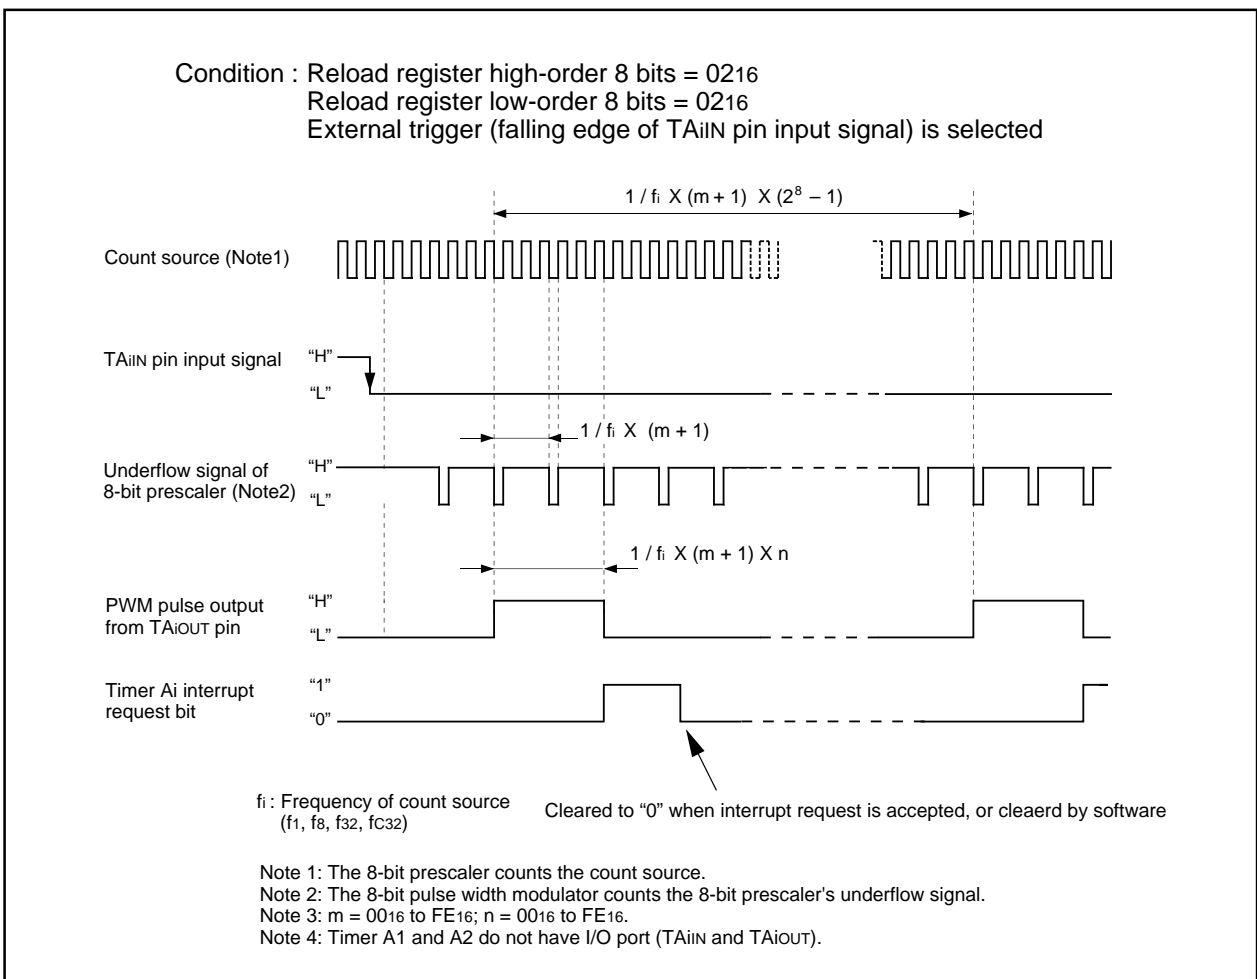 Condition : Reload register high-order 8 bits = 0216
Reload register low-order 8 bits = 0216
External trigger (falling edge of TAiIN pin input signal) is selected
1 / fi X (m + 1) X (2⁸ – 1)
Count source (Note1)
TAiIN pin input signal
“H”
“L”
1 / fi X (m + 1)
Underflow signal of
8-bit prescaler (Note2)
“H”
“L”
1 / fi X (m + 1) X n
PWM pulse output
from TAiOUT pin
“H”
“L”
Timer Ai interrupt
request bit
“1”
“0”
fi : Frequency of count source
(f1, f8, f32, fC32)
Cleared to “0” when interrupt request is accepted, or cleaerd by software
Note 1: The 8-bit prescaler counts the count source.
Note 2: The 8-bit pulse width modulator counts the 8-bit prescaler's underflow signal.
Note 3: m = 0016 to FE16; n = 0016 to FE16.
Note 4: Timer A1 and A2 do not have I/O port (TAiIN and TAiOUT).